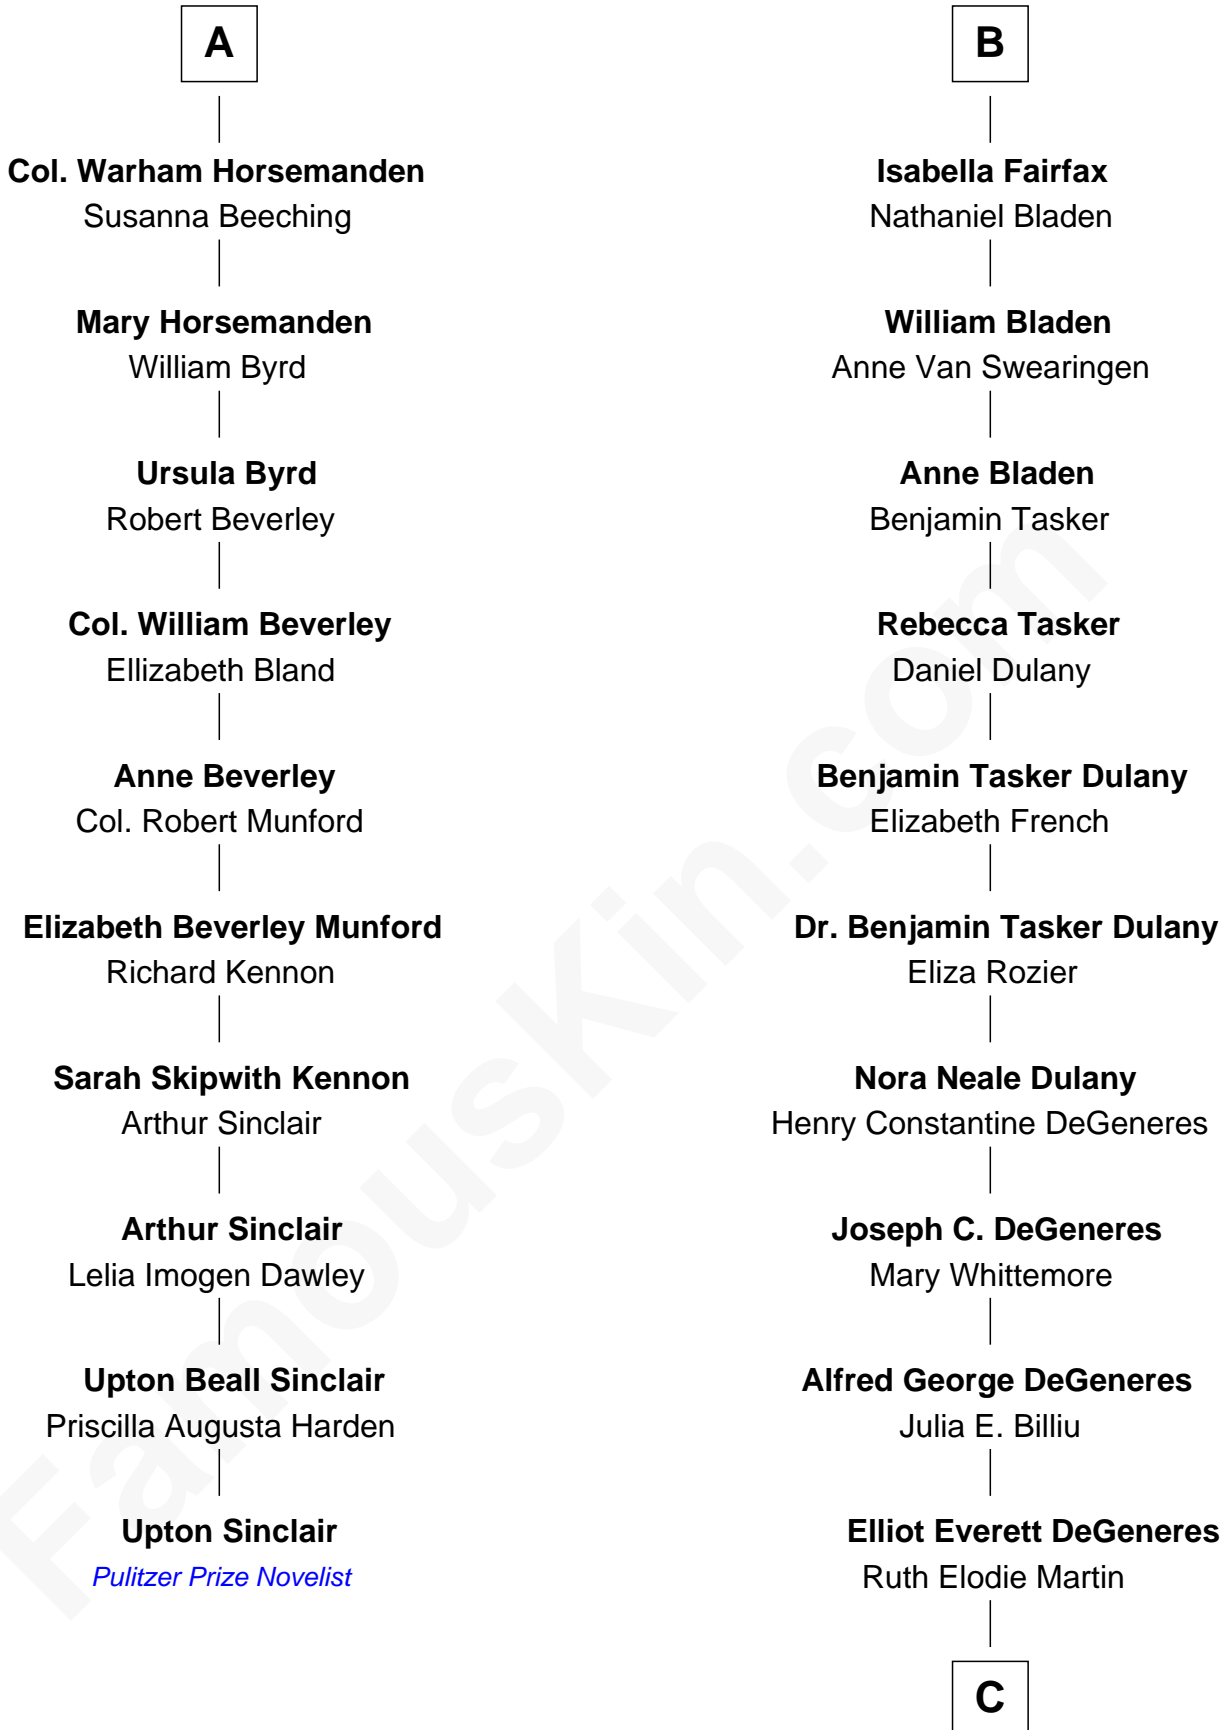 A
Col. Warham Horsemanden
Susanna Beeching
Mary Horsemanden
William Byrd
Ursula Byrd
Robert Beverley
Col. William Beverley
Ellizabeth Bland
Anne Beverley
Col. Robert Munford
Elizabeth Beverley Munford
Richard Kennon
Sarah Skipwith Kennon
Arthur Sinclair
Arthur Sinclair
Lelia Imogen Dawley
Upton Beall Sinclair
Priscilla Augusta Harden
Upton Sinclair
Pulitzer Prize Novelist
B
Isabella Fairfax
Nathaniel Bladen
William Bladen
Anne Van Swearingen
Anne Bladen
Benjamin Tasker
Rebecca Tasker
Daniel Dulany
Benjamin Tasker Dulany
Elizabeth French
Dr. Benjamin Tasker Dulany
Eliza Rozier
Nora Neale Dulany
Henry Constantine DeGeneres
Joseph C. DeGeneres
Mary Whittemore
Alfred George DeGeneres
Julia E. Billiu
Elliot Everett DeGeneres
Ruth Elodie Martin
C
FamousKin.com